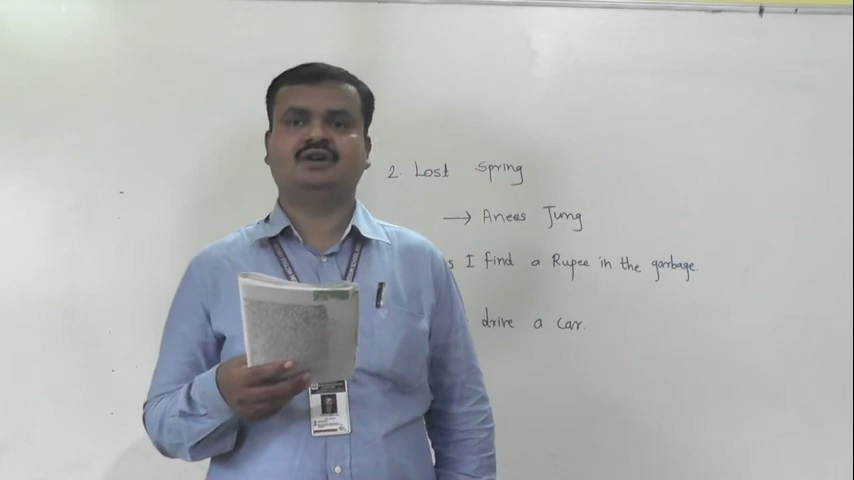 2. Lost Spring
→ Anees Jung
s I find a Rupee in the garbage.
drive a car.